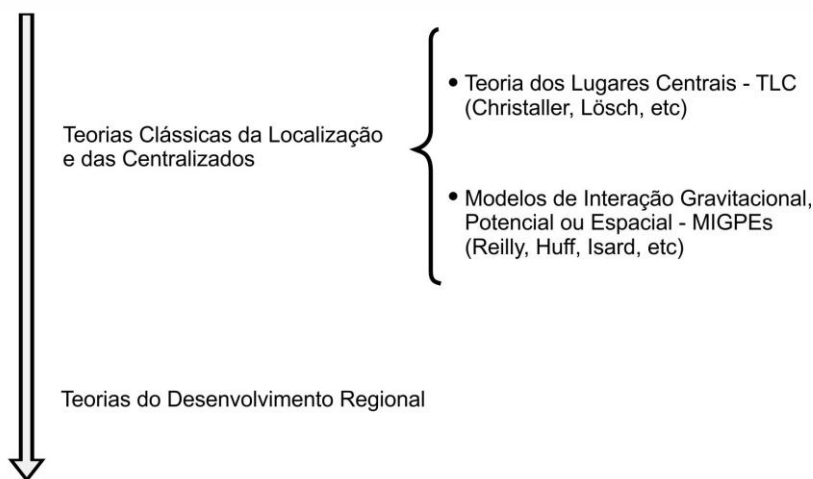 Teorias Clássicas da Localização
e das Centralizados
• Teoria dos Lugares Centrais - TLC
(Christaller, Lösch, etc)
• Modelos de Interação Gravitacional,
Potencial ou Espacial - MIGPEs
(Reilly, Huff, Isard, etc)
Teorias do Desenvolvimento Regional